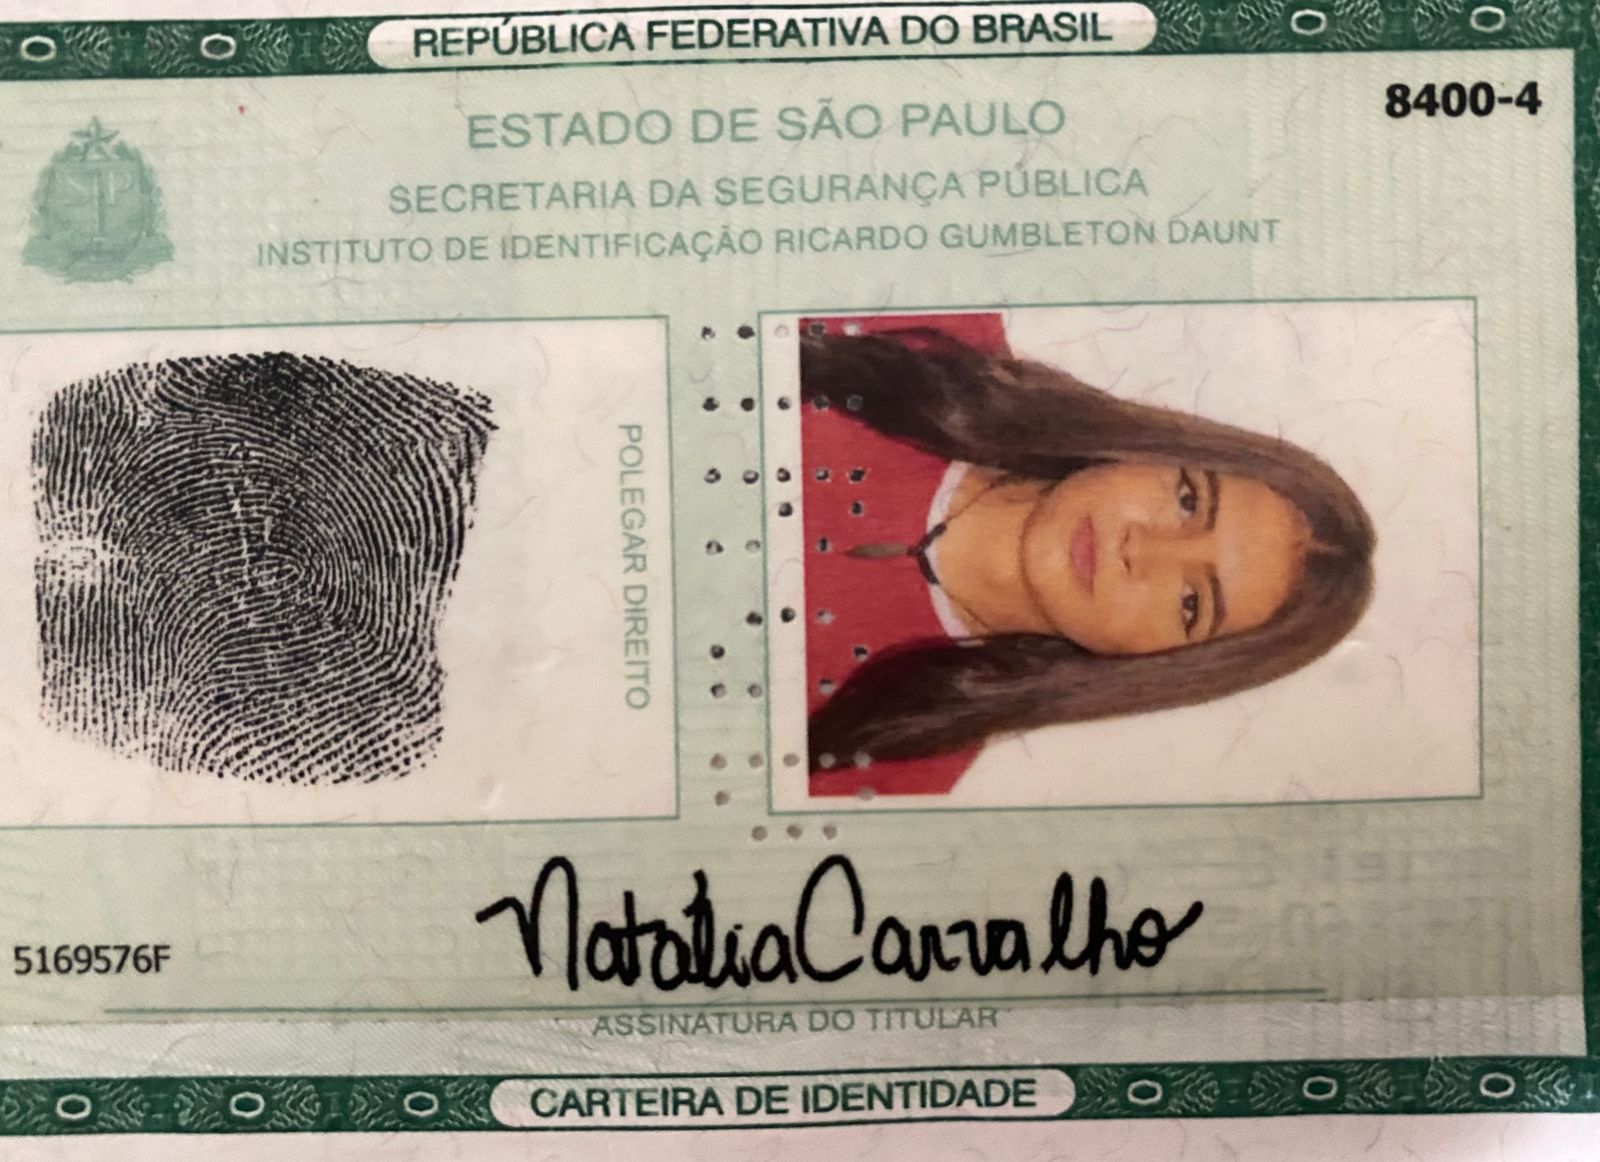 REPÚBLICA FEDERATIVA DO BRASIL
8400-4
ESTADO DE SÃO PAULO
SECRETARIA DA SEGURANÇA PÚBLICA
INSTITUTO DE IDENTIFICAÇÃO RICARDO GUMBLETON DAUNT
SP
POLEGAR DIREITO
Natália Carvalho
5169576F
ASSINATURA DO TITULAR
CARTEIRA DE IDENTIDADE